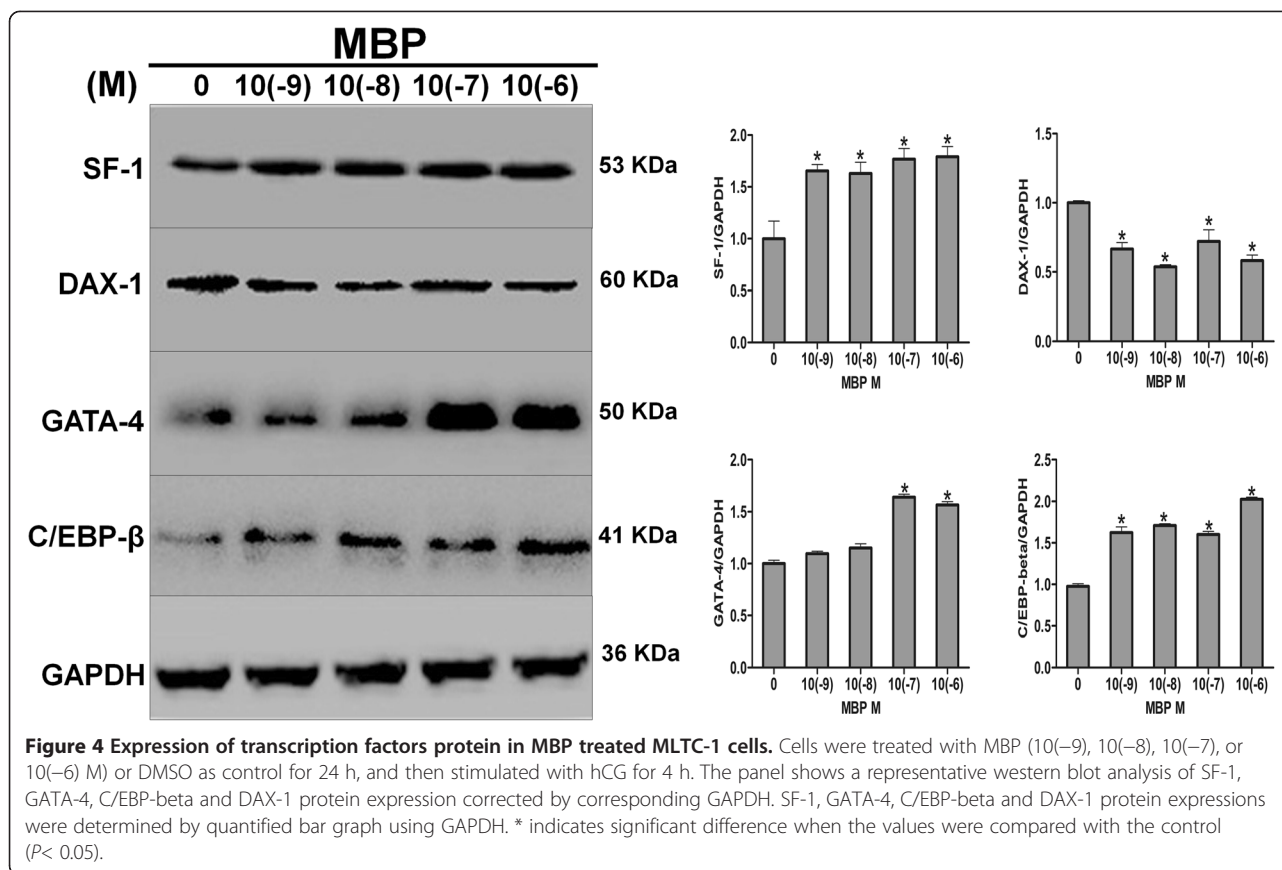 MBP
(M) 0 10(-9) 10(-8) 10(-7) 10(-6)
SF-1 53 KDa
DAX-1 60 KDa
GATA-4 50 KDa
C/EBP-β 41 KDa
GAPDH 36 KDa
SF-1/GAPDH
2.0
1.5
1.0
0.5
0.0
* * * *
0 10(-9) 10(-8) 10(-7) 10(-6)
MBP M
DAX-1/GAPDH
1.5
1.0
0.5
0.0
* * * *
0 10(-9) 10(-8) 10(-7) 10(-6)
MBP M
GATA-4/GAPDH
2.0
1.5
1.0
0.5
0.0
* *
0 10(-9) 10(-8) 10(-7) 10(-6)
MBP M
C/EBP-beta/GAPDH
2.5
2.0
1.5
1.0
0.5
0.0
* * * *
0 10(-9) 10(-8) 10(-7) 10(-6)
MBP M
Figure 4 Expression of transcription factors protein in MBP treated MLTC-1 cells. Cells were treated with MBP (10(−9), 10(−8), 10(−7), or
10(−6) M) or DMSO as control for 24 h, and then stimulated with hCG for 4 h. The panel shows a representative western blot analysis of SF-1,
GATA-4, C/EBP-beta and DAX-1 protein expression corrected by corresponding GAPDH. SF-1, GATA-4, C/EBP-beta and DAX-1 protein expressions
were determined by quantified bar graph using GAPDH. * indicates significant difference when the values were compared with the control
(P< 0.05).